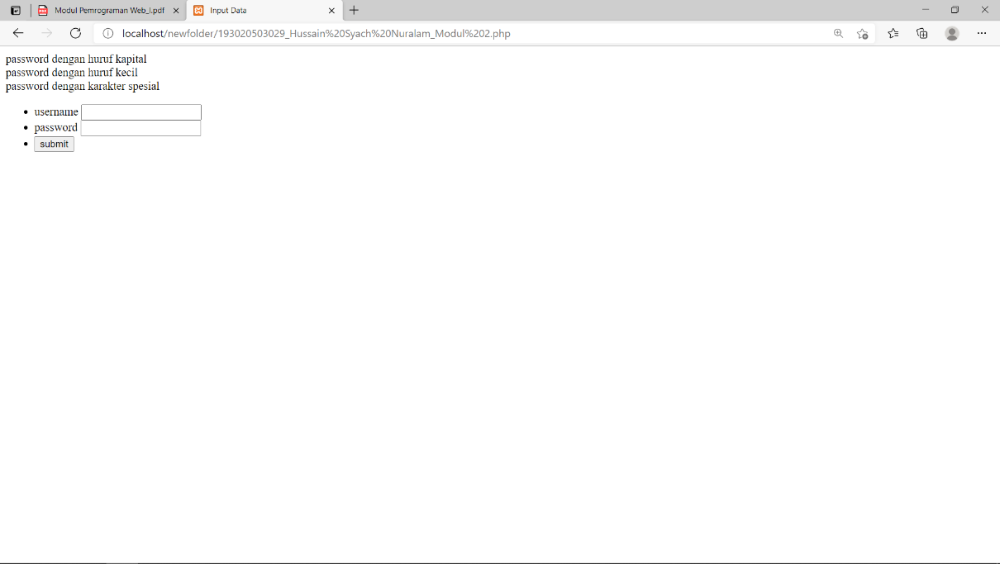 Modul Pemrograman Web_I.pdf
Input Data
localhost/newfolder/193020503029_Hussain%20Syach%20Nuralam_Modul%202.php
password dengan huruf kapital
password dengan huruf kecil
password dengan karakter spesial
username
password
submit